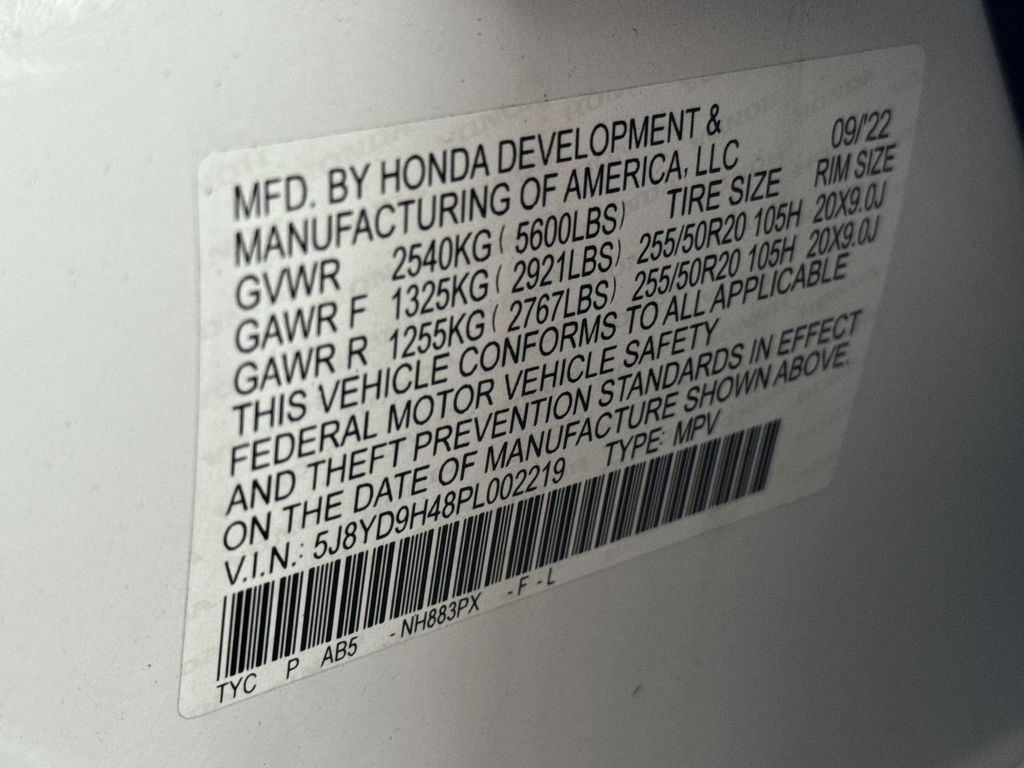 MFD. BY HONDA DEVELOPMENT &
MANUFACTURING OF AMERICA, LLC 09/'22
GVWR 2540KG ( 5600LBS) TIRE SIZE RIM SIZE
GAWR F 1325KG ( 2921LBS) 255/50R20 105H 20X9.0J
GAWR R 1255KG ( 2767LBS) 255/50R20 105H 20X9.0J
THIS VEHICLE CONFORMS TO ALL APPLICABLE
FEDERAL MOTOR VEHICLE SAFETY
AND THEFT PREVENTION STANDARDS IN EFFECT
ON THE DATE OF MANUFACTURE SHOWN ABOVE.
V.I.N.: 5J8YD9H48PL002219 TYPE: MPV
TYC P AB5 - NH883PX - F - L